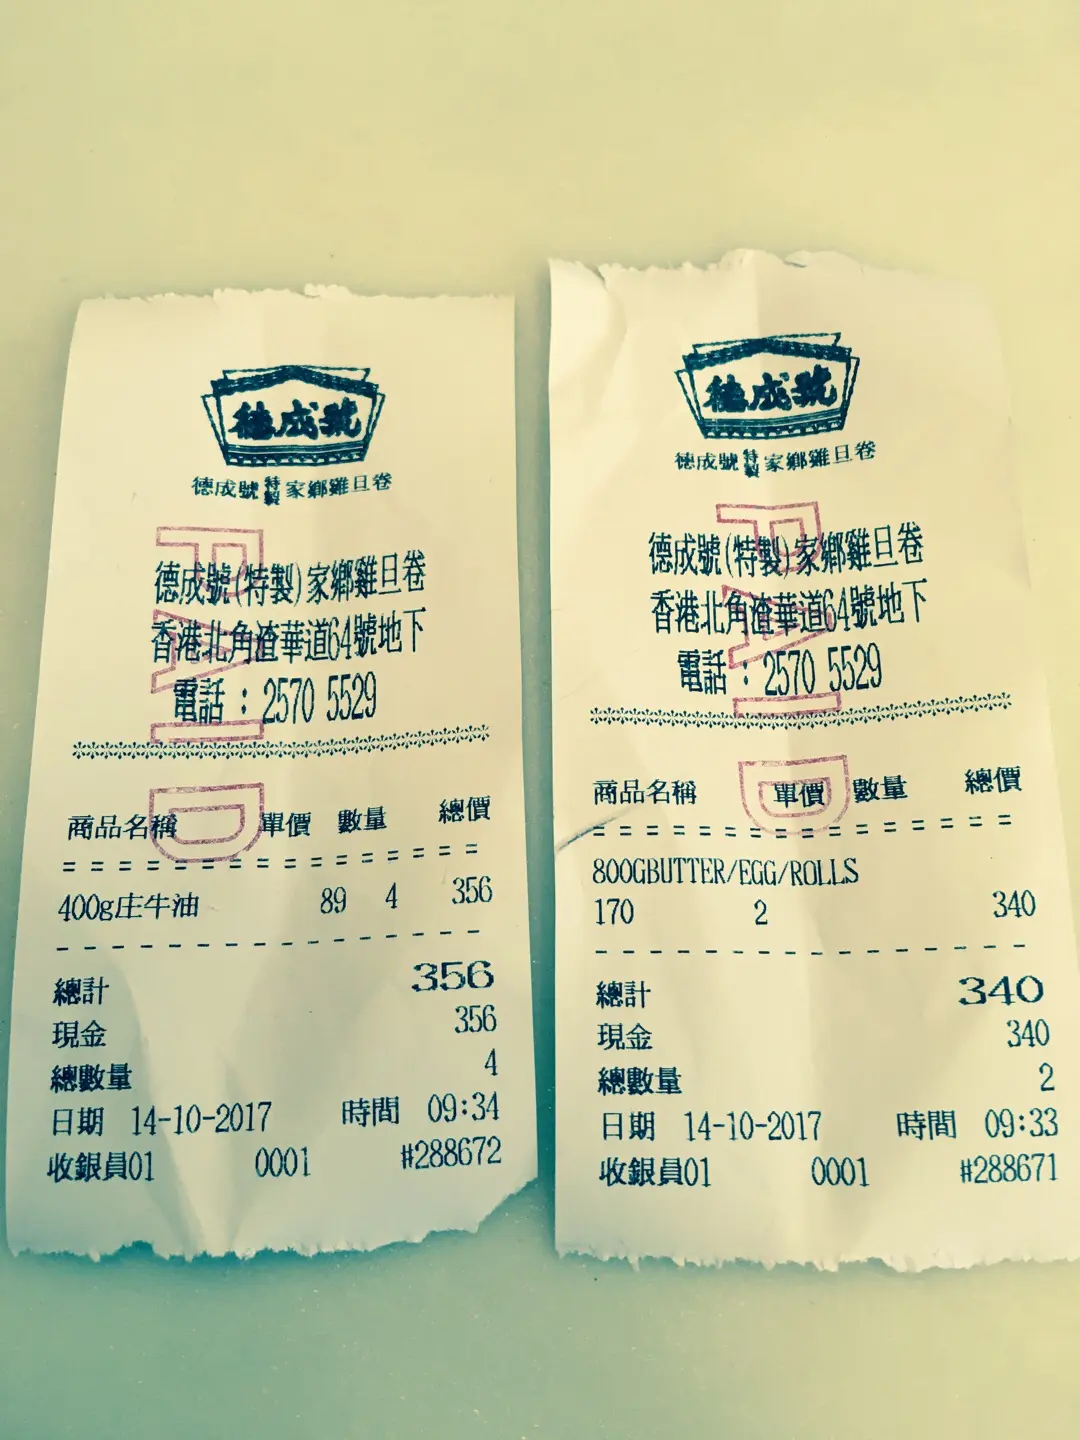 德成號
德成號特製家鄉雞旦卷
PAID
德成號(特製)家鄉雞旦卷
香港北角渣華道64號地下
電話 : 2570 5529
商品名稱 單價 數量 總價
400g庄牛油 89 4 356
總計 356
現金 356
總數量 4
日期 14-10-2017 時間 09:34
收銀員01 0001 #288672
德成號
德成號特製家鄉雞旦卷
PAID
德成號(特製)家鄉雞旦卷
香港北角渣華道64號地下
電話 : 2570 5529
商品名稱 單價 數量 總價
800GBUTTER/EGG/ROLLS
170 2 340
總計 340
現金 340
總數量 2
日期 14-10-2017 時間 09:33
收銀員01 0001 #288671